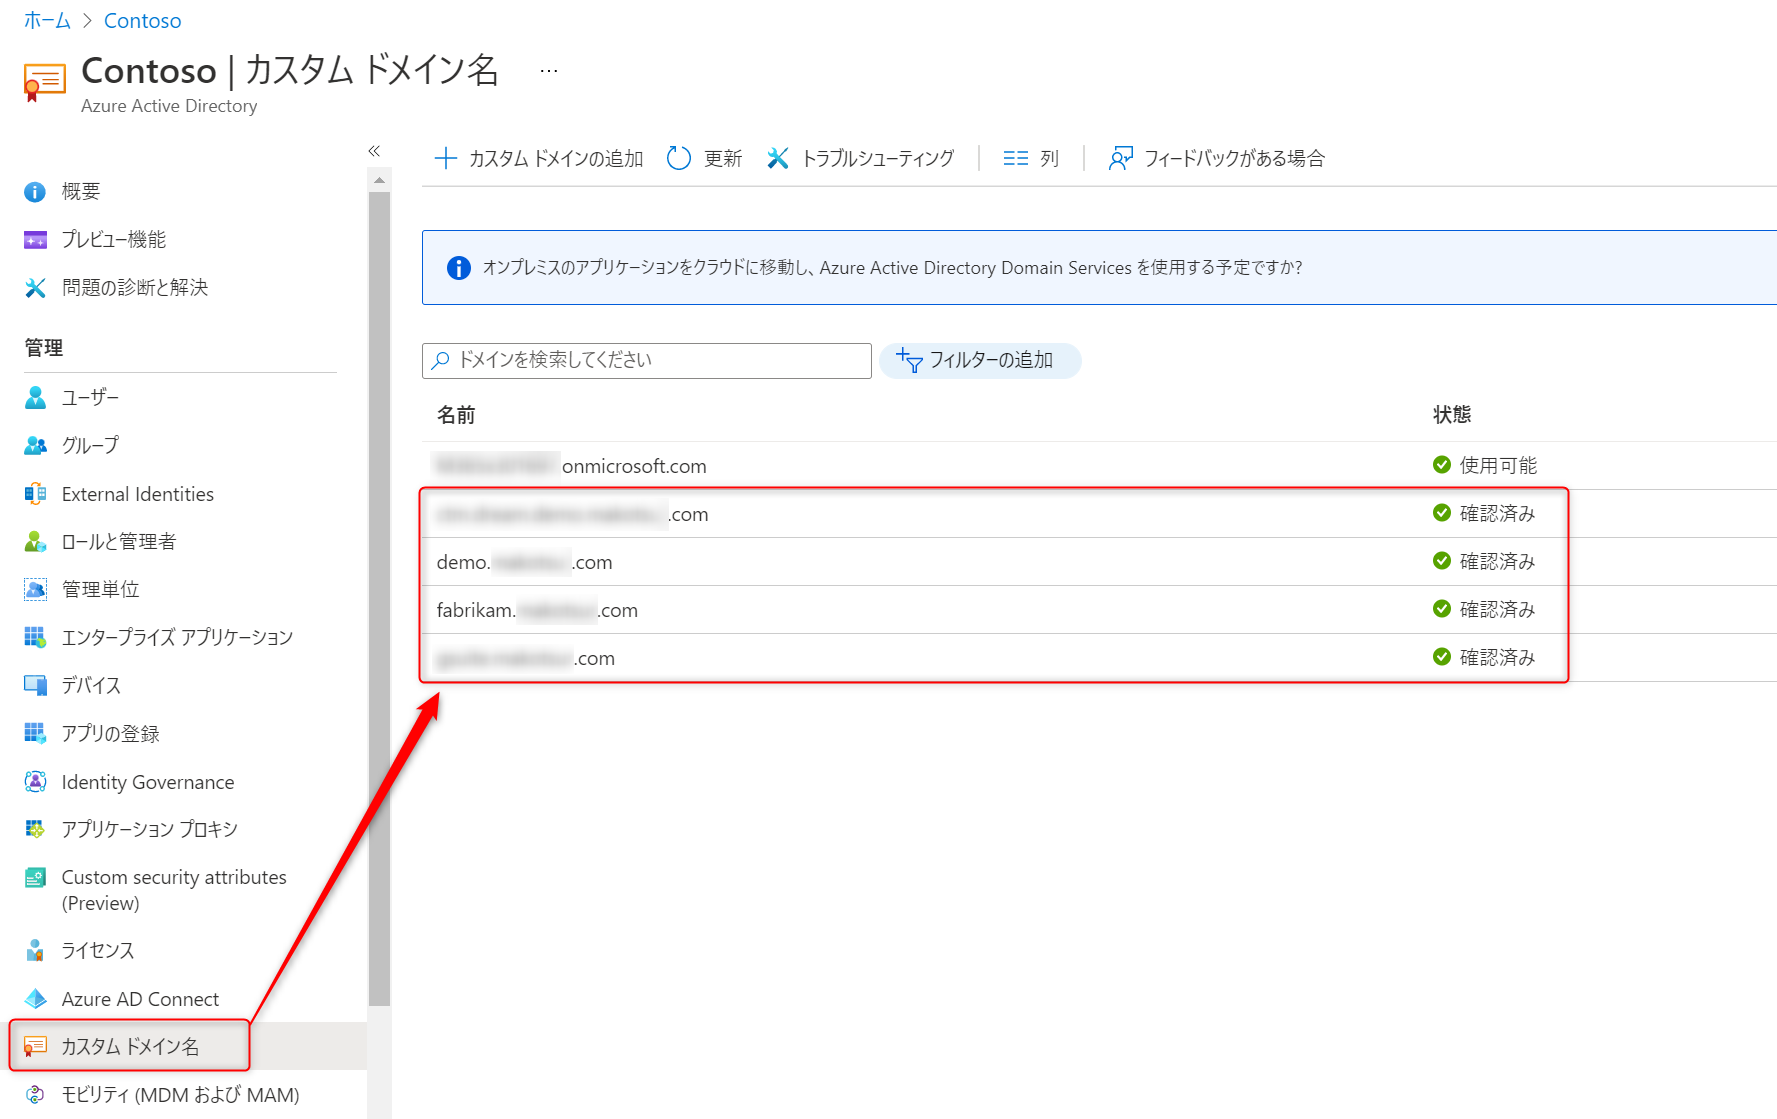 ホーム > Contoso
Contoso | カスタム ドメイン名 …
Azure Active Directory
«
概要
プレビュー機能
問題の診断と解決
管理
ユーザー
グループ
External Identities
ロールと管理者
管理単位
エンタープライズ アプリケーション
デバイス
アプリの登録
Identity Governance
アプリケーション プロキシ
Custom security attributes
(Preview)
ライセンス
Azure AD Connect
カスタム ドメイン名
モビリティ (MDM および MAM)
カスタム ドメインの追加 更新 トラブルシューティング | 列 | フィードバックがある場合
オンプレミスのアプリケーションをクラウドに移動し、Azure Active Directory Domain Services を使用する予定ですか?
ドメインを検索してください フィルターの追加
名前 状態
onmicrosoft.com 使用可能
.com 確認済み
demo. .com 確認済み
fabrikam. .com 確認済み
.com 確認済み